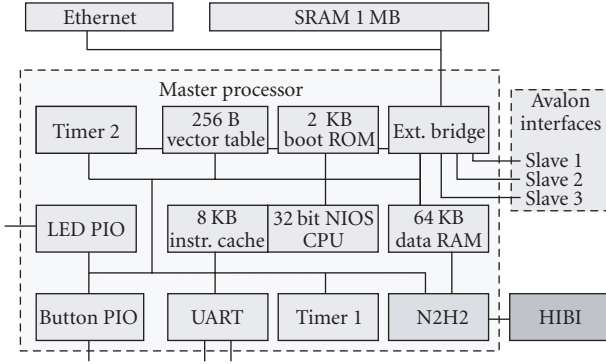 Ethernet
SRAM 1 MB
Master processor
Timer 2
256 B
vector table
2 KB
boot ROM
Ext. bridge
Avalon
interfaces
Slave 1
Slave 2
Slave 3
LED PIO
8 KB
instr. cache
32 bit NIOS
CPU
64 KB
data RAM
Button PIO
UART
Timer 1
N2H2
HIBI